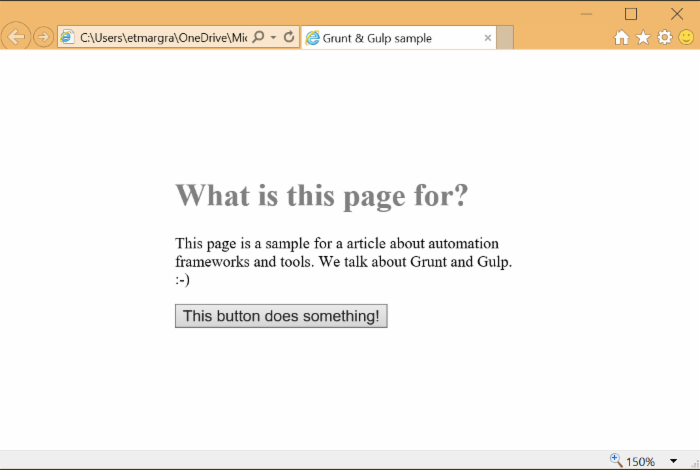 C:\Users\etmargra\OneDrive\Mic
Grunt & Gulp sample
What is this page for?
This page is a sample for a article about automation
frameworks and tools. We talk about Grunt and Gulp.
:-)
This button does something!
150%